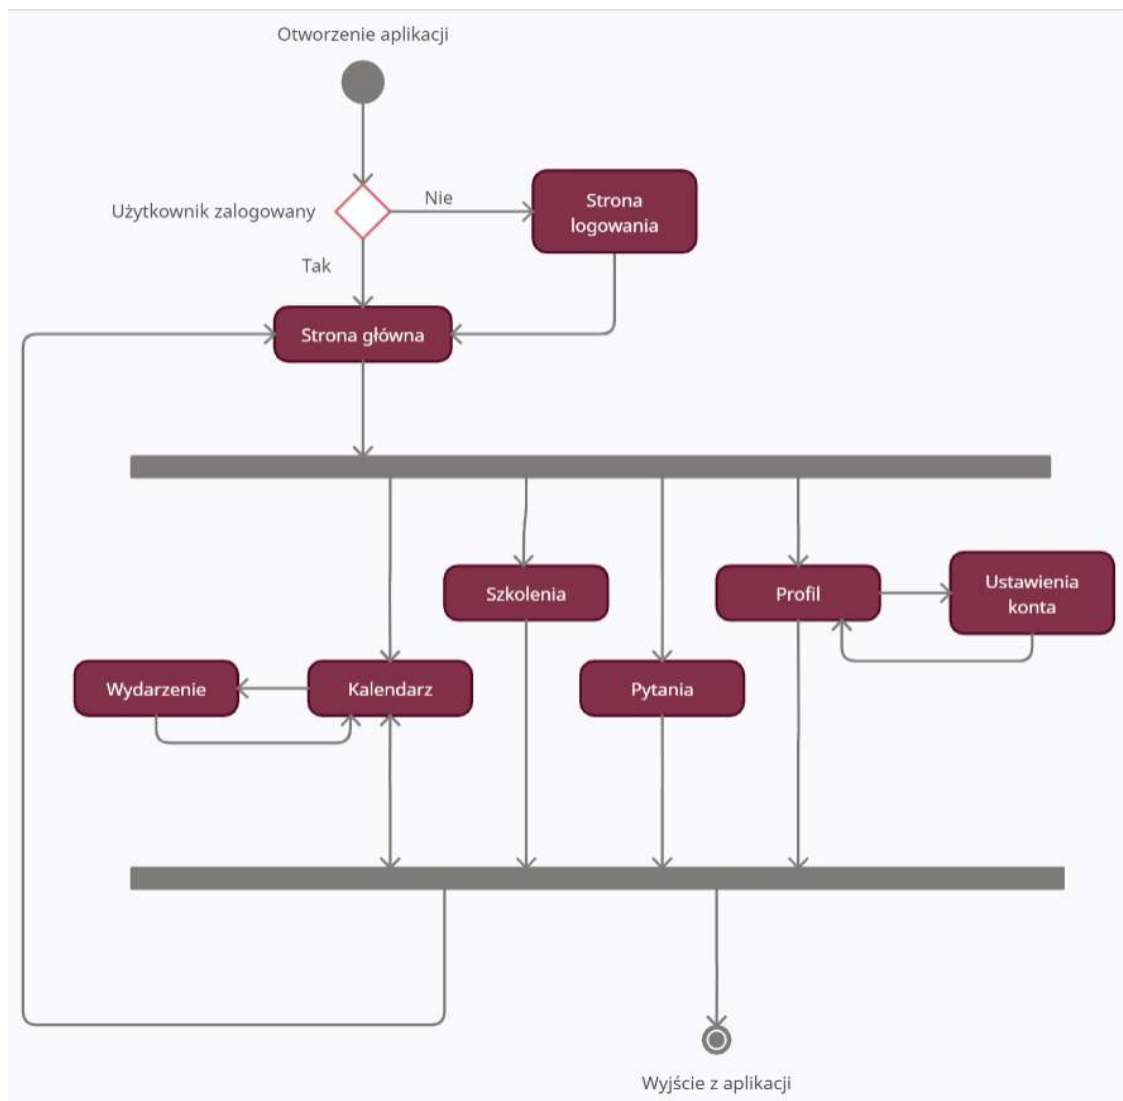 Otworzenie aplikacji
Nie
Strona
logowania
Użytkownik zalogowany
Tak
Strona główna
Szkolenia
Profil
Ustawienia
konta
Wydarzenie
Kalendarz
Pytania
Wyjście z aplikacji